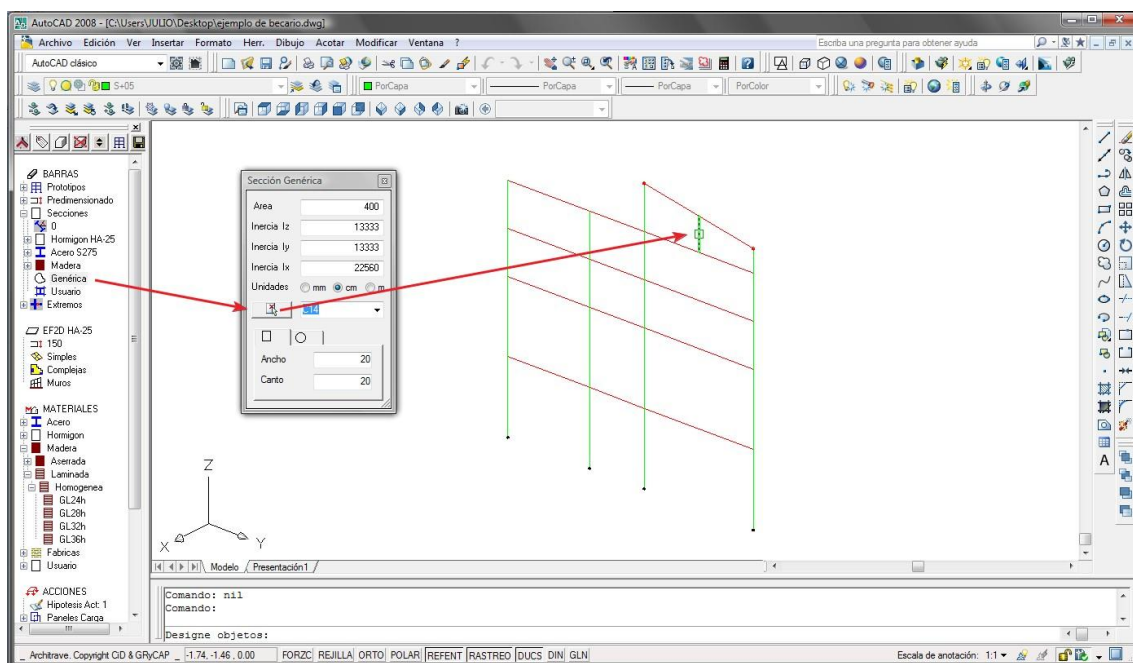 AutoCAD 2008 - [C:\Users\JULIO\Desktop\ejemplo de becario.dwg]
Archivo Edición Ver Insertar Formato Herr. Dibujo Acotar Modificar Ventana ?
Escriba una pregunta para obtener ayuda
AutoCAD clásico
S+05
PorCapa
PorCapa
PorCapa
PorColor
BARRAS
Prototipos
Predimensionado
Secciones
0
Hormigon HA-25
Acero S275
Madera
Genérica
Usuario
Extremos
EF2D HA-25
150
Simples
Complejas
Muros
MATERIALES
Acero
Hormigon
Madera
Aserrada
Laminada
Homogenea
GL24h
GL28h
GL32h
GL36h
Fabricas
Usuario
ACCIONES
Hipotesis Act: 1
Paneles Carga
Sección Genérica
Area 400
Inercia Iz 13333
Inercia Iy 13333
Inercia Ix 22560
Unidades mm cm m
C14
Ancho 20
Canto 20
Z
X
Y
Modelo Presentación1
Comando: nil
Comando:
Designe objetos:
_ Architrave. Copyright CiD & GRyCAP _ -1.74, -1.46 , 0.00 FORZC REJILLA ORTO POLAR REFENT RASTREO DUCS DIN GLN
Escala de anotación: 1:1